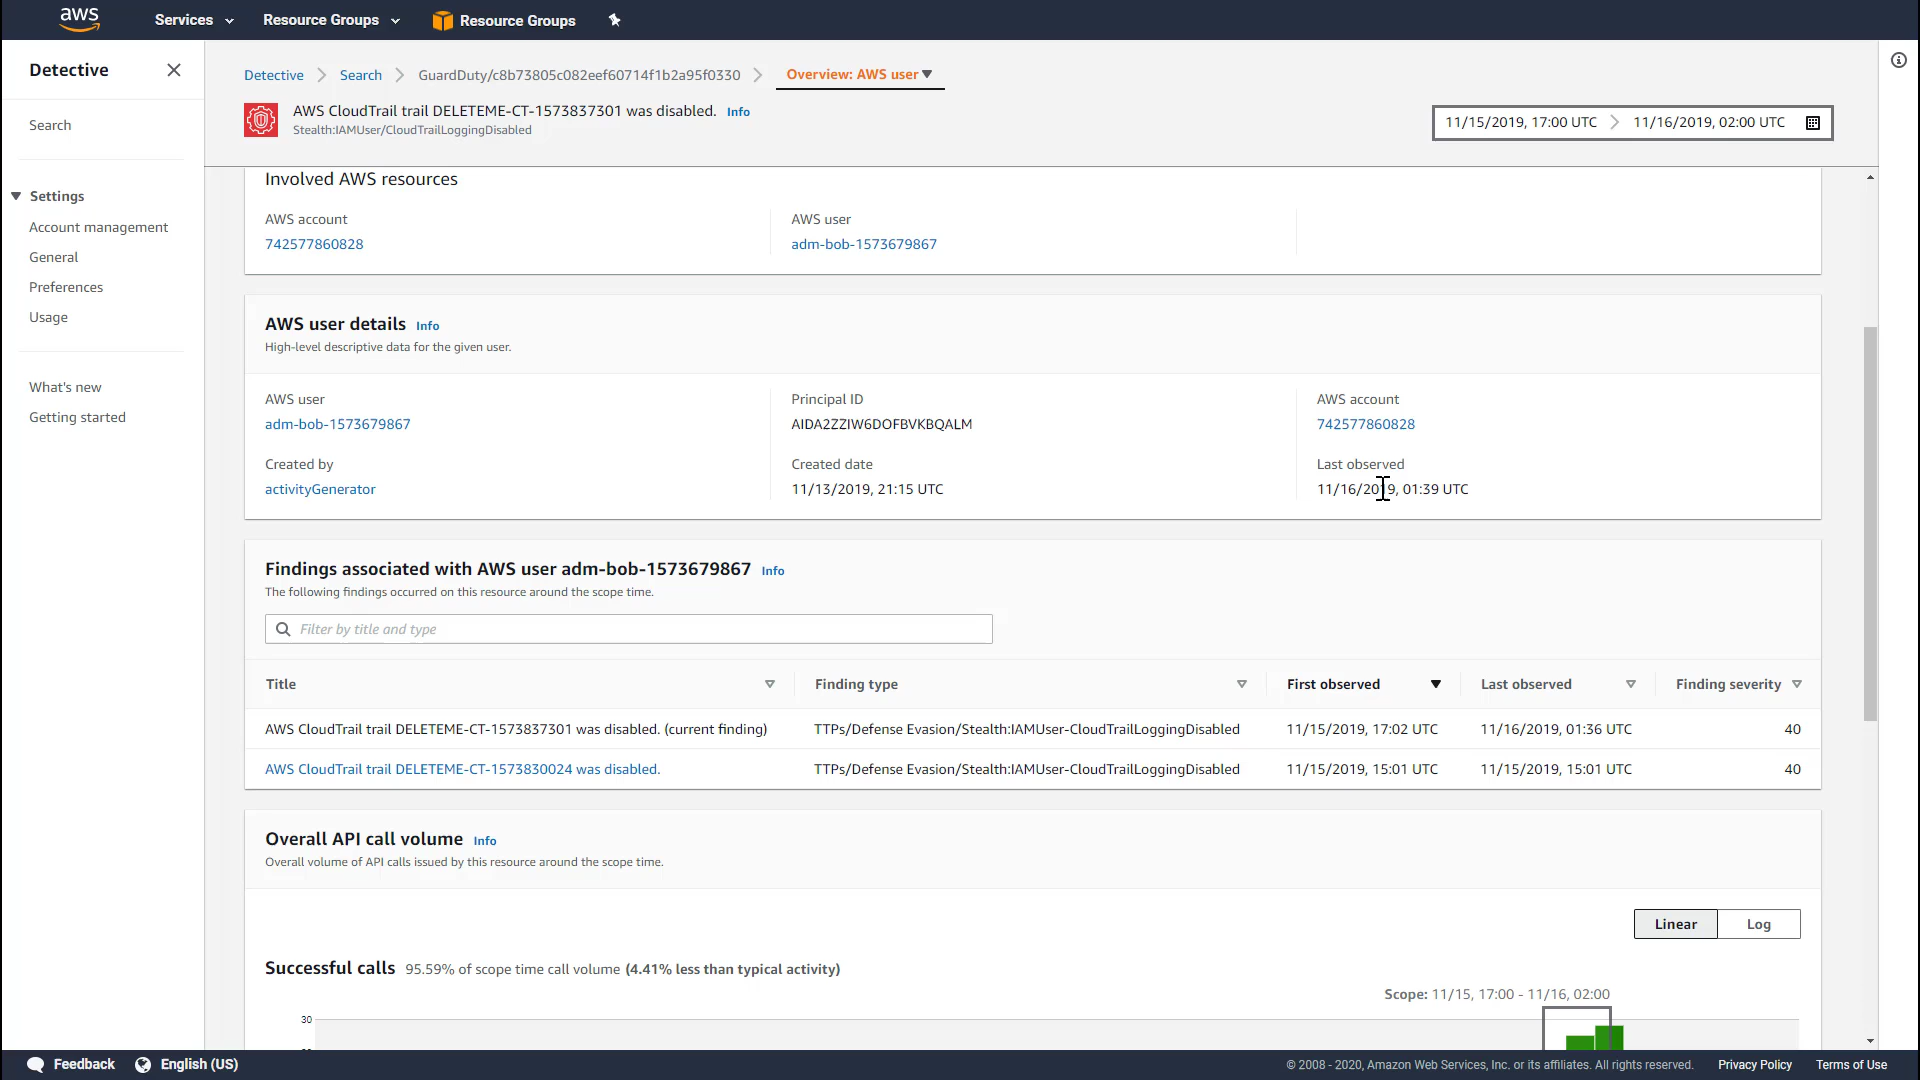 aws
Services
Resource Groups
Resource Groups
Detective
Search
Settings
Account management
General
Preferences
Usage
What's new
Getting started
Detective
Search
GuardDuty/c8b73805c082eef60714f1b2a95f0330
Overview: AWS user
AWS CloudTrail trail DELETEME-CT-1573837301 was disabled. Info
Stealth:IAMUser/CloudTrailLoggingDisabled
11/15/2019, 17:00 UTC
11/16/2019, 02:00 UTC
Involved AWS resources
AWS account
742577860828
AWS user
adm-bob-1573679867
AWS user details Info
High-level descriptive data for the given user.
AWS user
adm-bob-1573679867
Principal ID
AIDA2ZZIW6DOFBVKBQALM
AWS account
742577860828
Created by
activityGenerator
Created date
11/13/2019, 21:15 UTC
Last observed
11/16/2019, 01:39 UTC
Findings associated with AWS user adm-bob-1573679867 Info
The following findings occurred on this resource around the scope time.
Filter by title and type
Title Finding type First observed Last observed Finding severity
AWS CloudTrail trail DELETEME-CT-1573837301 was disabled. (current finding) TTPs/Defense Evasion/Stealth:IAMUser-CloudTrailLoggingDisabled 11/15/2019, 17:02 UTC 11/16/2019, 01:36 UTC 40
AWS CloudTrail trail DELETEME-CT-1573830024 was disabled. TTPs/Defense Evasion/Stealth:IAMUser-CloudTrailLoggingDisabled 11/15/2019, 15:01 UTC 11/15/2019, 15:01 UTC 40
Overall API call volume Info
Overall volume of API calls issued by this resource around the scope time.
Linear Log
Successful calls 95.59% of scope time call volume (4.41% less than typical activity)
Scope: 11/15, 17:00 - 11/16, 02:00
30
Feedback
English (US)
© 2008 - 2020, Amazon Web Services, Inc. or its affiliates. All rights reserved.
Privacy Policy
Terms of Use